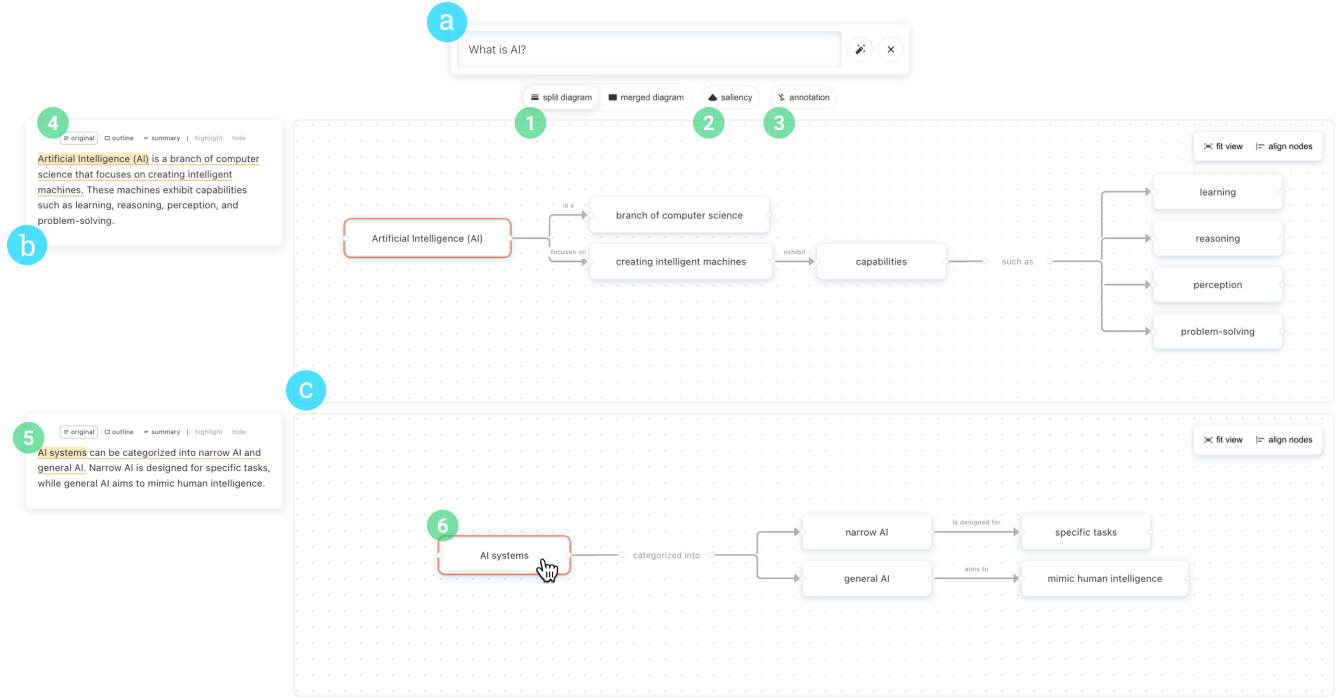 a
What is AI?
split diagram
merged diagram
saliency
annotation
1
2
3
4
original
outline
summary
|
highlight
hide
Artificial Intelligence (AI) is a branch of computer
science that focuses on creating intelligent
machines. These machines exhibit capabilities
such as learning, reasoning, perception, and
problem-solving.
b
fit view
align nodes
Artificial Intelligence (AI)
is a
branch of computer science
focuses on
creating intelligent machines
exhibit
capabilities
such as
learning
reasoning
perception
problem-solving
C
5
original
outline
summary
|
highlight
hide
AI systems can be categorized into narrow AI and
general AI. Narrow AI is designed for specific tasks,
while general AI aims to mimic human intelligence.
fit view
align nodes
6
AI systems
categorized into
narrow AI
is designed for
specific tasks
general AI
aims to
mimic human intelligence